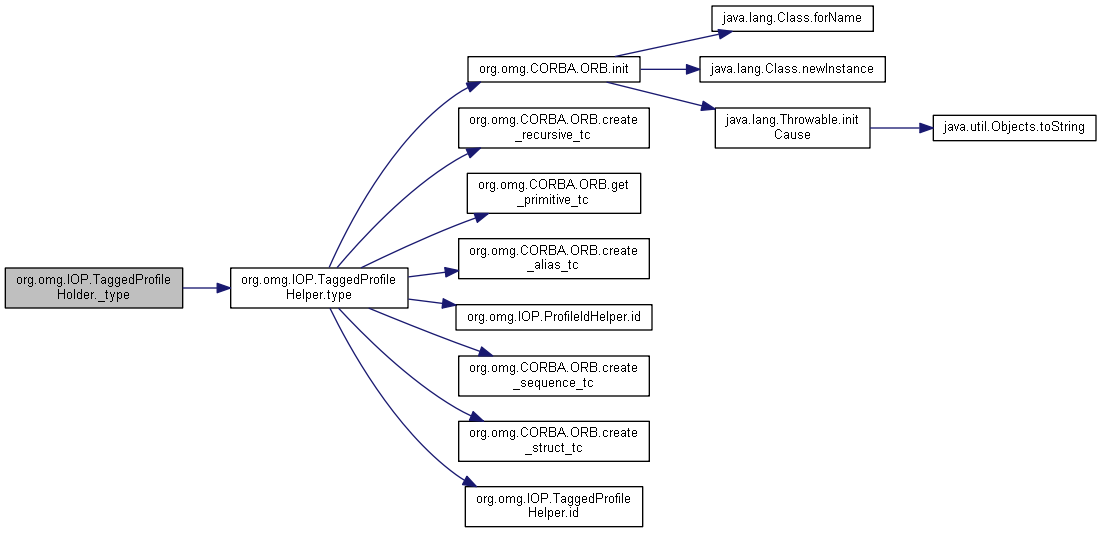 org.omg.IOP.TaggedProfile
Holder._type
org.omg.IOP.TaggedProfile
Helper.type
org.omg.CORBA.ORB.init
java.lang.Class.forName
java.lang.Class.newInstance
java.lang.Throwable.init
Cause
java.util.Objects.toString
org.omg.CORBA.ORB.create
_recursive_tc
org.omg.CORBA.ORB.get
_primitive_tc
org.omg.CORBA.ORB.create
_alias_tc
org.omg.IOP.ProfileIdHelper.id
org.omg.CORBA.ORB.create
_sequence_tc
org.omg.CORBA.ORB.create
_struct_tc
org.omg.IOP.TaggedProfile
Helper.id